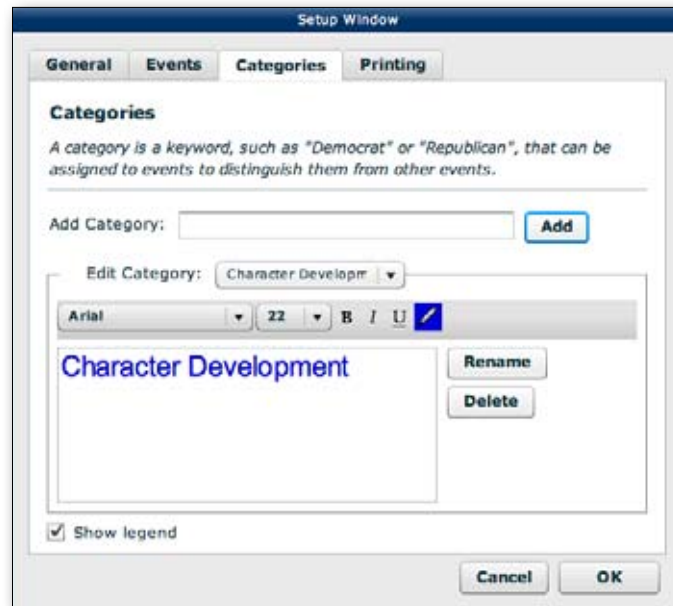 Setup Window
General Events Categories Printing
Categories
A category is a keyword, such as "Democrat" or "Republican", that can be
assigned to events to distinguish them from other events.
Add Category: Add
Edit Category: Character Developm
Arial 22 B I U
Character Development
Rename
Delete
Show legend
Cancel OK